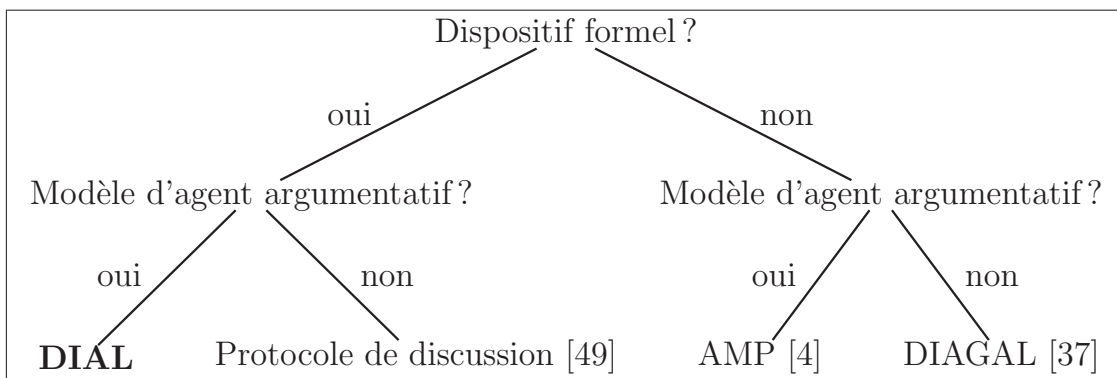 Dispositif formel ?
oui non
Modèle d'agent argumentatif ? Modèle d'agent argumentatif ?
oui non oui non
DIAL Protocole de discussion [49] AMP [4] DIAGAL [37]